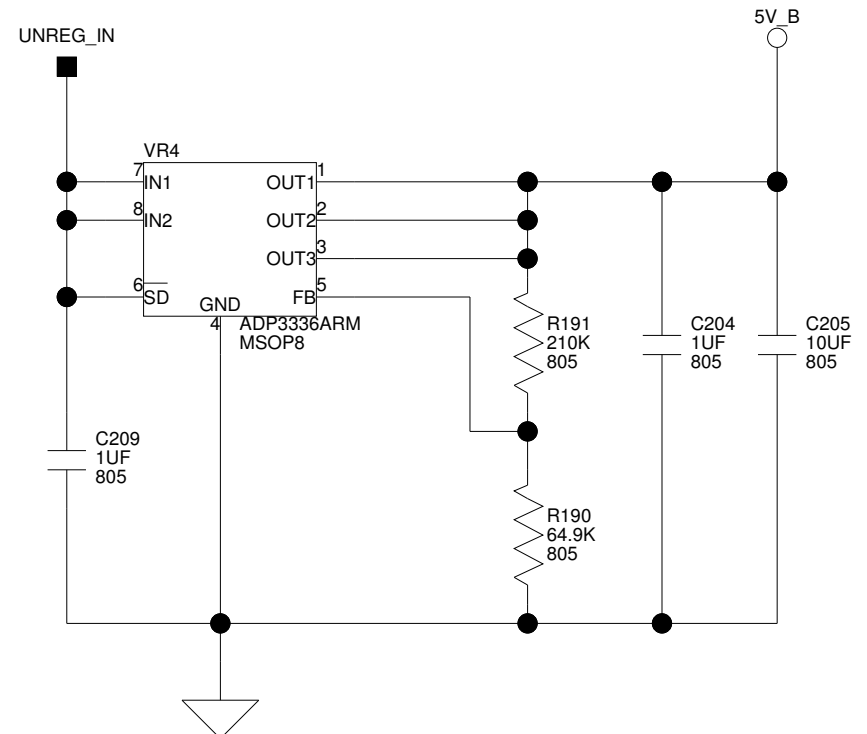 5V_B
UNREG_IN
VR4
7
IN1
OUT1
1
8
IN2
OUT2
2
OUT3
3
6
SD
GND
FB
5
4
ADP3336ARM
MSOP8
R191
210K
805
C204
1UF
805
C205
10UF
805
C209
1UF
805
R190
64.9K
805